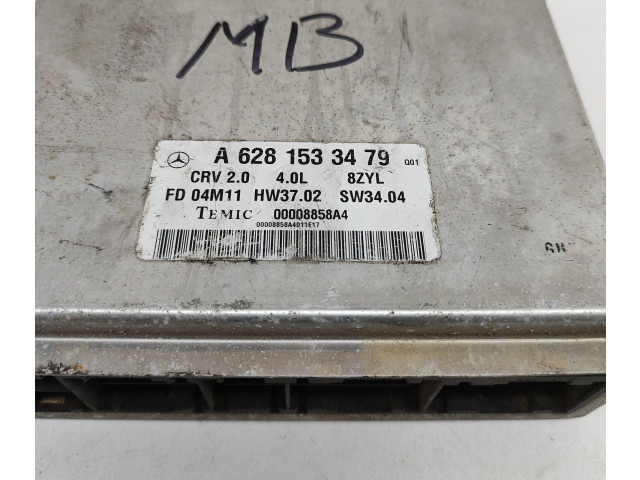 MB
A 628 153 34 79 Q01
CRV 2.0 4.0L 8ZYL
FD 04M11 HW37.02 SW34.04
TEMIC 00008858A4
00008858A4011E17